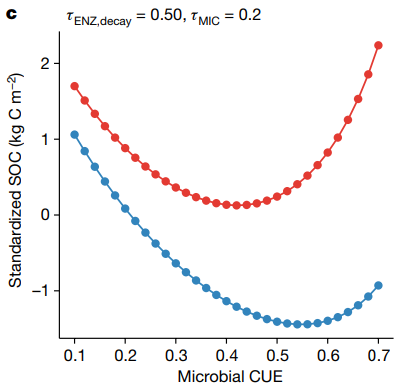 c
τENZ,decay = 0.50, τMIC = 0.2
Standardized SOC (kg C m⁻²)
2
1
0
−1
0.1 0.2 0.3 0.4 0.5 0.6 0.7
Microbial CUE